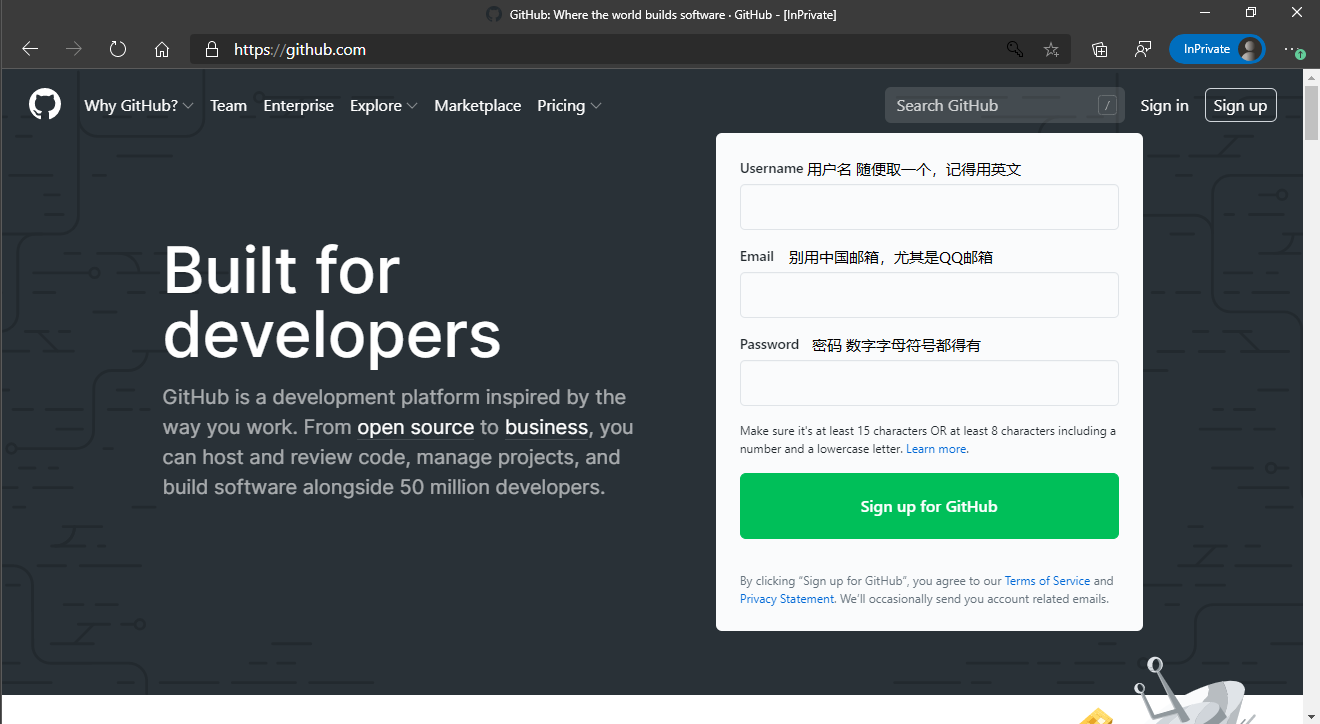 GitHub: Where the world builds software · GitHub - [InPrivate]
https://github.com
InPrivate
Why GitHub? Team Enterprise Explore Marketplace Pricing
Search GitHub /
Sign in
Sign up
Built for
developers
GitHub is a development platform inspired by the
way you work. From open source to business, you
can host and review code, manage projects, and
build software alongside 50 million developers.
Username 用户名 随便取一个，记得用英文
Email 别用中国邮箱，尤其是QQ邮箱
Password 密码 数字字母符号都得有
Make sure it's at least 15 characters OR at least 8 characters including a
number and a lowercase letter. Learn more.
Sign up for GitHub
By clicking “Sign up for GitHub”, you agree to our Terms of Service and
Privacy Statement. We’ll occasionally send you account related emails.